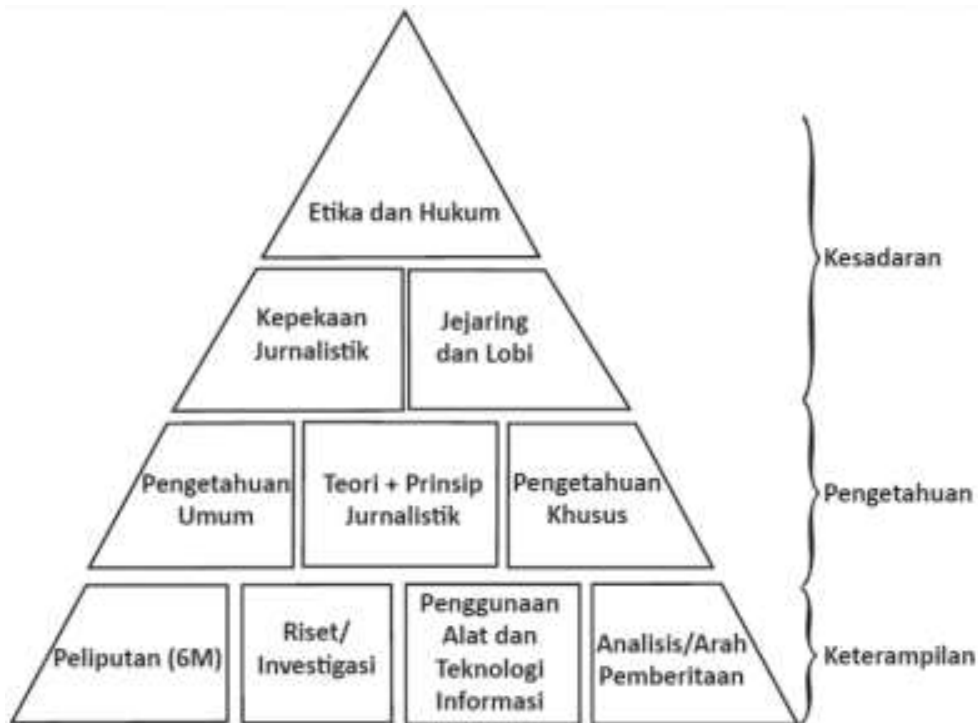 Etika dan Hukum
Kesadaran
Kepekaan
Jurnalistik
Jejaring
dan Lobi
Pengetahuan
Umum
Teori + Prinsip
Jurnalistik
Pengetahuan
Khusus
Pengetahuan
Peliputan (6M)
Riset/
Investigasi
Penggunaan
Alat dan
Teknologi
Informasi
Analisis/Arah
Pemberitaan
Keterampilan